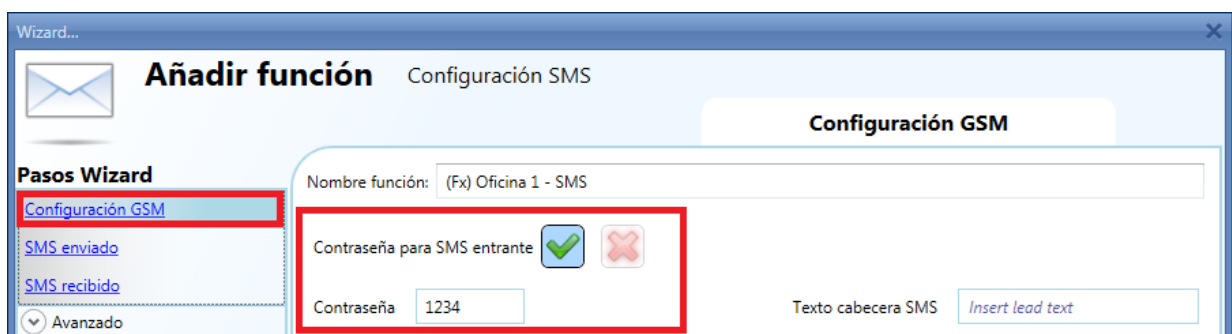 Wizard...
Añadir función Configuración SMS
Configuración GSM
Pasos Wizard
Configuración GSM
SMS enviado
SMS recibido
Avanzado
Nombre función: (Fx) Oficina 1 - SMS
Contraseña para SMS entrante
Contraseña 1234
Texto cabecera SMS Insert lead text